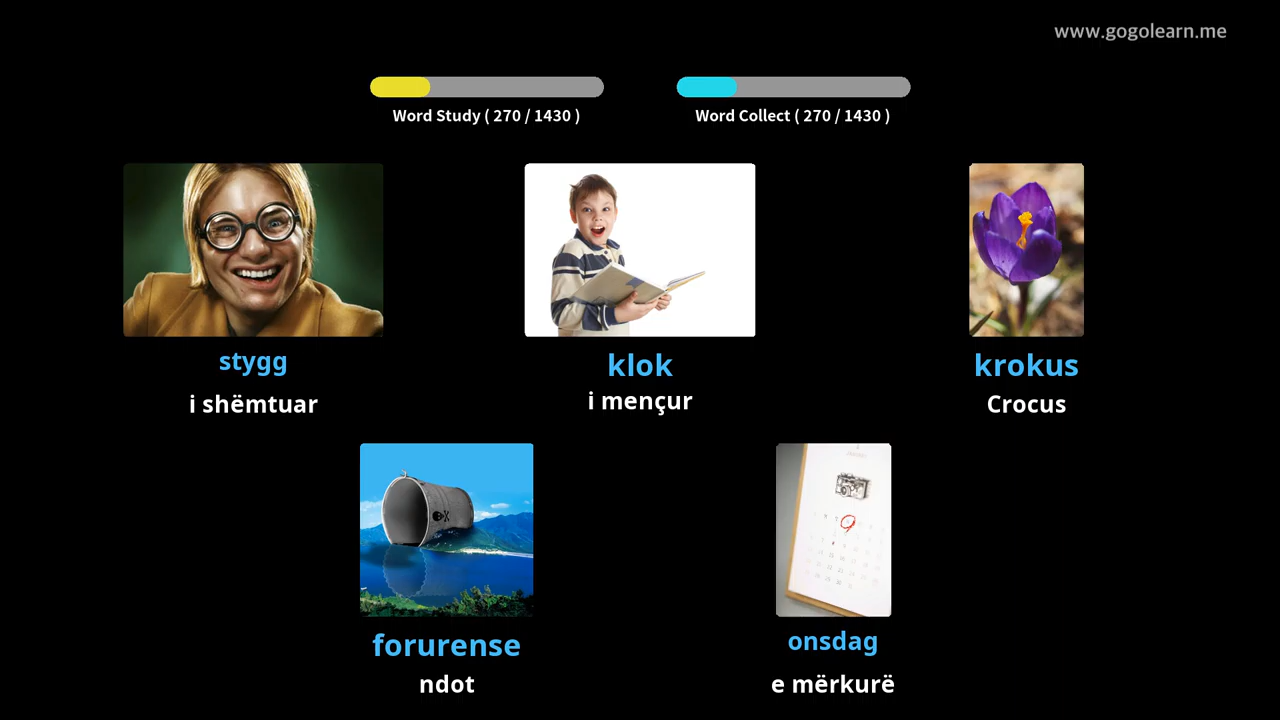 www.gogolearn.me
Word Study ( 270 / 1430 )
Word Collect ( 270 / 1430 )
stygg
i shëmtuar
klok
i mençur
krokus
Crocus
forurense
ndot
onsdag
e mërkurë